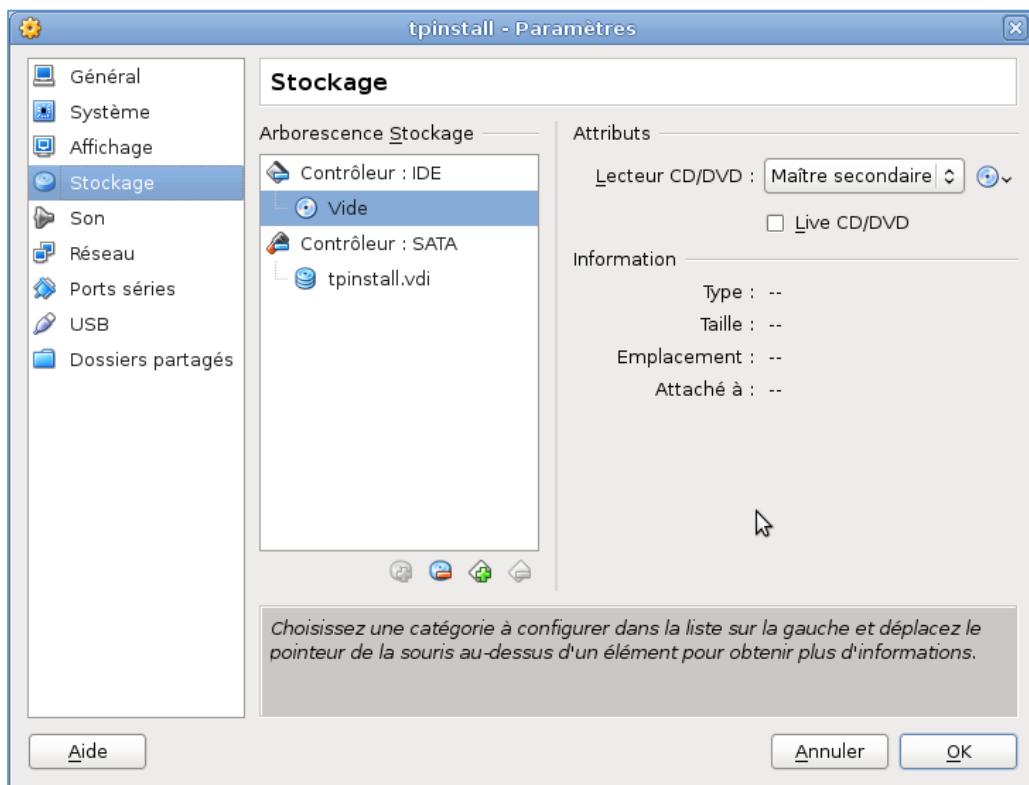 tpinstall - Paramètres
Général
Système
Affichage
Stockage
Son
Réseau
Ports séries
USB
Dossiers partagés
Stockage
Arborescence Stockage
Contrôleur : IDE
Vide
Contrôleur : SATA
tpinstall.vdi
Attributs
Lecteur CD/DVD : Maître secondaire
Live CD/DVD
Information
Type : --
Taille : --
Emplacement : --
Attaché à : --
Choisissez une catégorie à configurer dans la liste sur la gauche et déplacez le
pointeur de la souris au-dessus d'un élément pour obtenir plus d'informations.
Aide
Annuler
OK